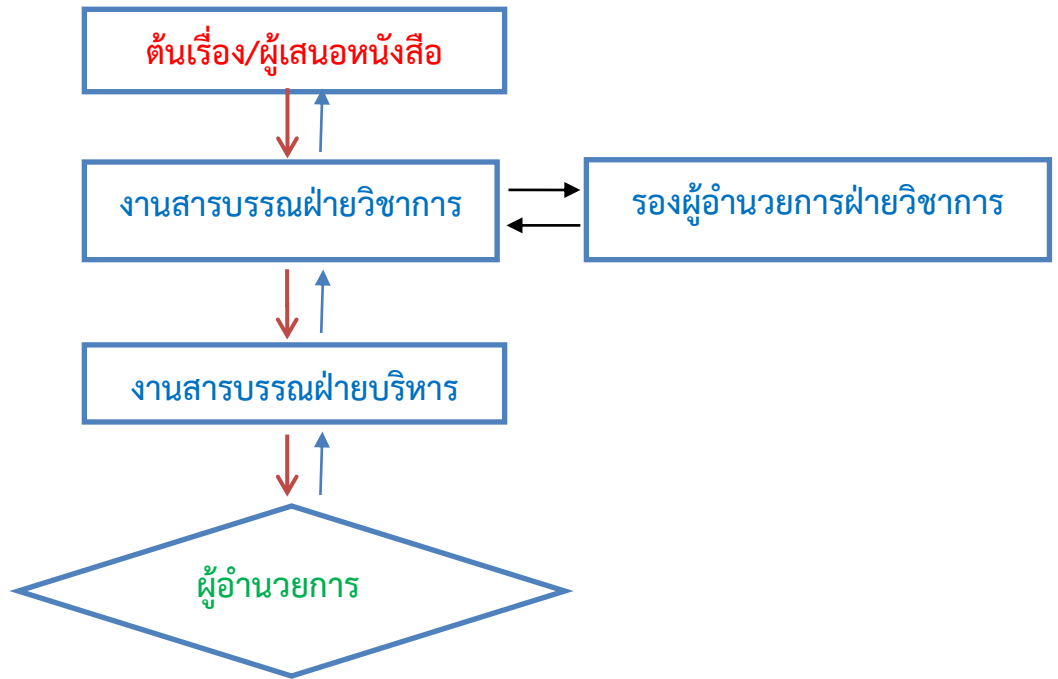 ต้นเรื่อง/ผู้เสนอหนังสือ
งานสารบรรณฝ่ายวิชาการ
รองผู้อำนวยการฝ่ายวิชาการ
งานสารบรรณฝ่ายบริหาร
ผู้อำนวยการ